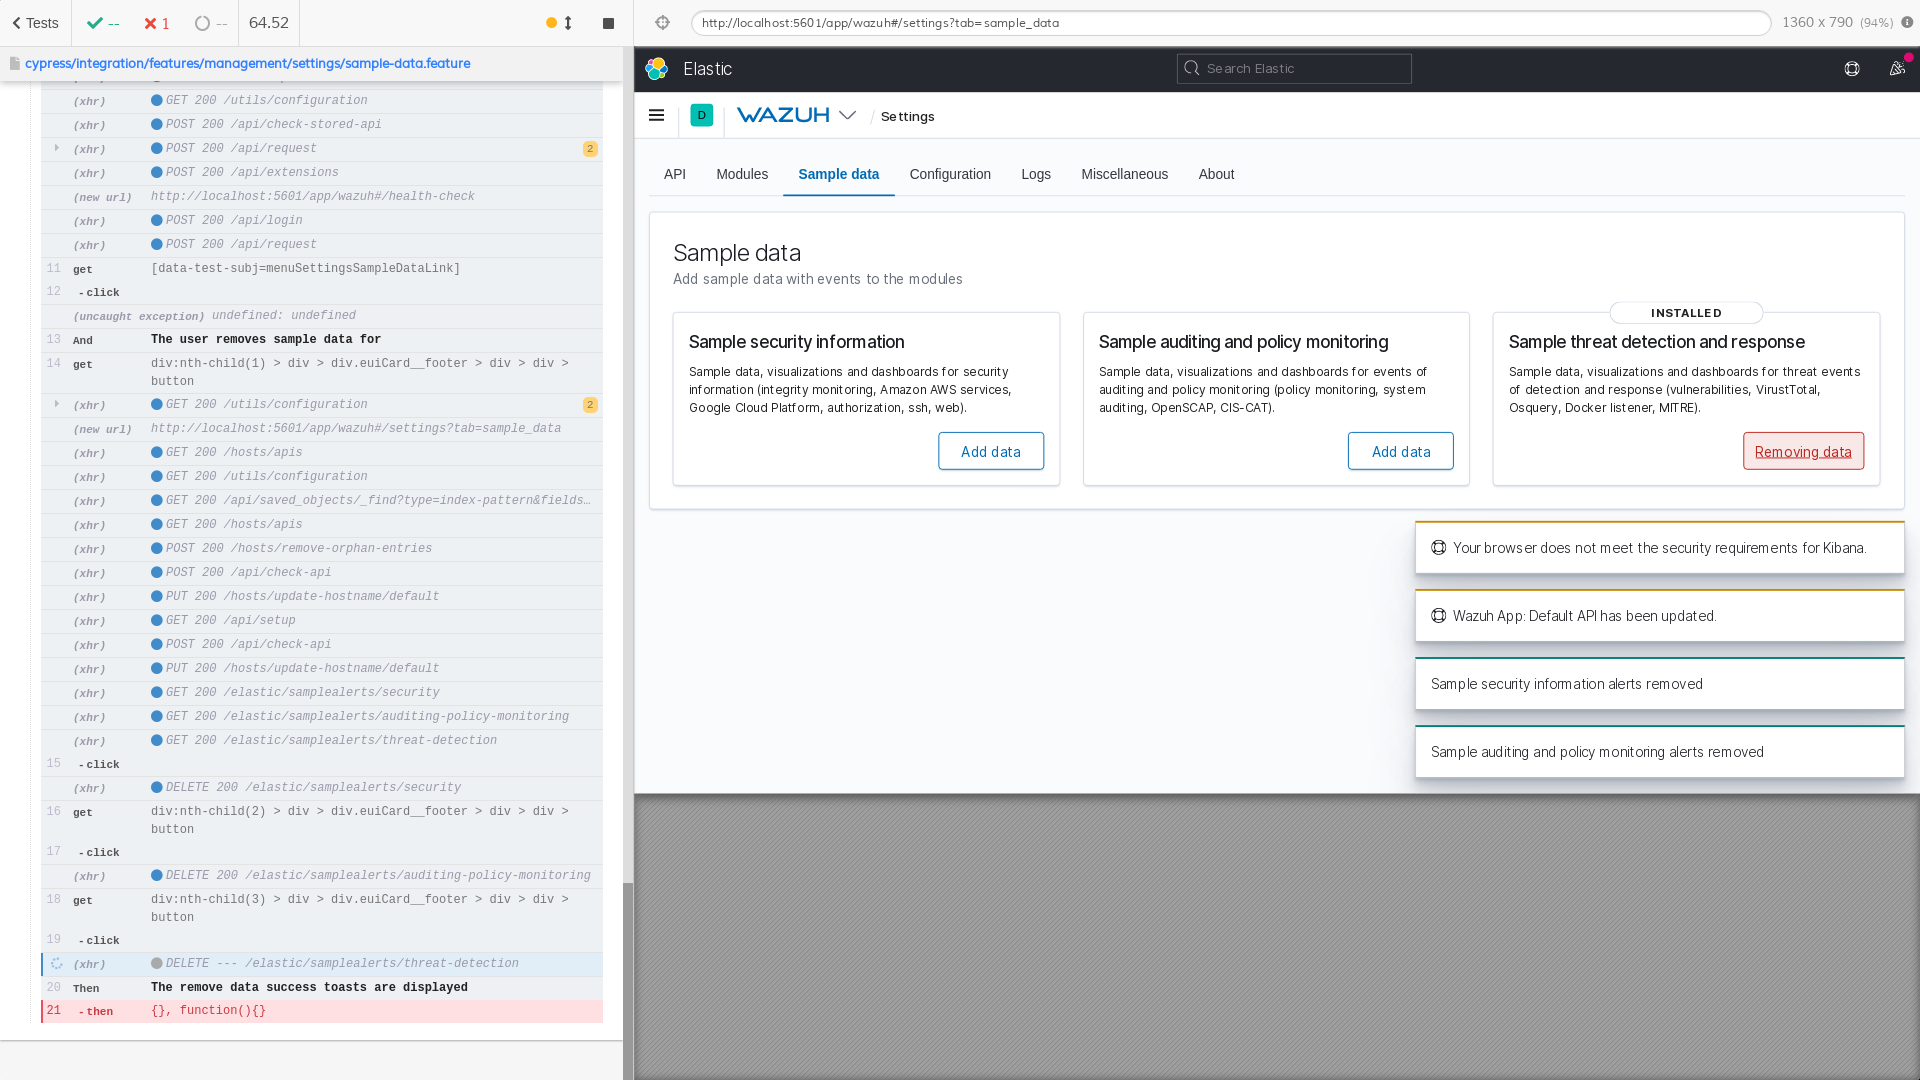 Tests
--
1
--
64.52
cypress/integration/features/management/settings/sample-data.feature
(xhr) GET 200 /utils/configuration
(xhr) POST 200 /api/check-stored-api
(xhr) POST 200 /api/request 2
(xhr) POST 200 /api/extensions
(new url) http://localhost:5601/app/wazuh#/health-check
(xhr) POST 200 /api/login
(xhr) POST 200 /api/request
11 get [data-test-subj=menuSettingsSampleDataLink]
12 -click
(uncaught exception) undefined: undefined
13 And The user removes sample data for
14 get div:nth-child(1) > div > div.euiCard__footer > div > div >
button
(xhr) GET 200 /utils/configuration 2
(new url) http://localhost:5601/app/wazuh#/settings?tab=sample_data
(xhr) GET 200 /hosts/apis
(xhr) GET 200 /utils/configuration
(xhr) GET 200 /api/saved_objects/_find?type=index-pattern&fields…
(xhr) GET 200 /hosts/apis
(xhr) POST 200 /hosts/remove-orphan-entries
(xhr) POST 200 /api/check-api
(xhr) PUT 200 /hosts/update-hostname/default
(xhr) GET 200 /api/setup
(xhr) POST 200 /api/check-api
(xhr) PUT 200 /hosts/update-hostname/default
(xhr) GET 200 /elastic/samplealerts/security
(xhr) GET 200 /elastic/samplealerts/auditing-policy-monitoring
(xhr) GET 200 /elastic/samplealerts/threat-detection
15 -click
(xhr) DELETE 200 /elastic/samplealerts/security
16 get div:nth-child(2) > div > div.euiCard__footer > div > div >
button
17 -click
(xhr) DELETE 200 /elastic/samplealerts/auditing-policy-monitoring
18 get div:nth-child(3) > div > div.euiCard__footer > div > div >
button
19 -click
(xhr) DELETE --- /elastic/samplealerts/threat-detection
20 Then The remove data success toasts are displayed
21 -then {}, function(){}
http://localhost:5601/app/wazuh#/settings?tab=sample_data
1360 x 790 (94%)
Elastic
Search Elastic
D
WAZUH
/ Settings
API
Modules
Sample data
Configuration
Logs
Miscellaneous
About
Sample data
Add sample data with events to the modules
Sample security information
Sample data, visualizations and dashboards for security
information (integrity monitoring, Amazon AWS services,
Google Cloud Platform, authorization, ssh, web).
Add data
Sample auditing and policy monitoring
Sample data, visualizations and dashboards for events of
auditing and policy monitoring (policy monitoring, system
auditing, OpenSCAP, CIS-CAT).
Add data
INSTALLED
Sample threat detection and response
Sample data, visualizations and dashboards for threat events
of detection and response (vulnerabilities, VirustTotal,
Osquery, Docker listener, MITRE).
Removing data
Your browser does not meet the security requirements for Kibana.
Wazuh App: Default API has been updated.
Sample security information alerts removed
Sample auditing and policy monitoring alerts removed